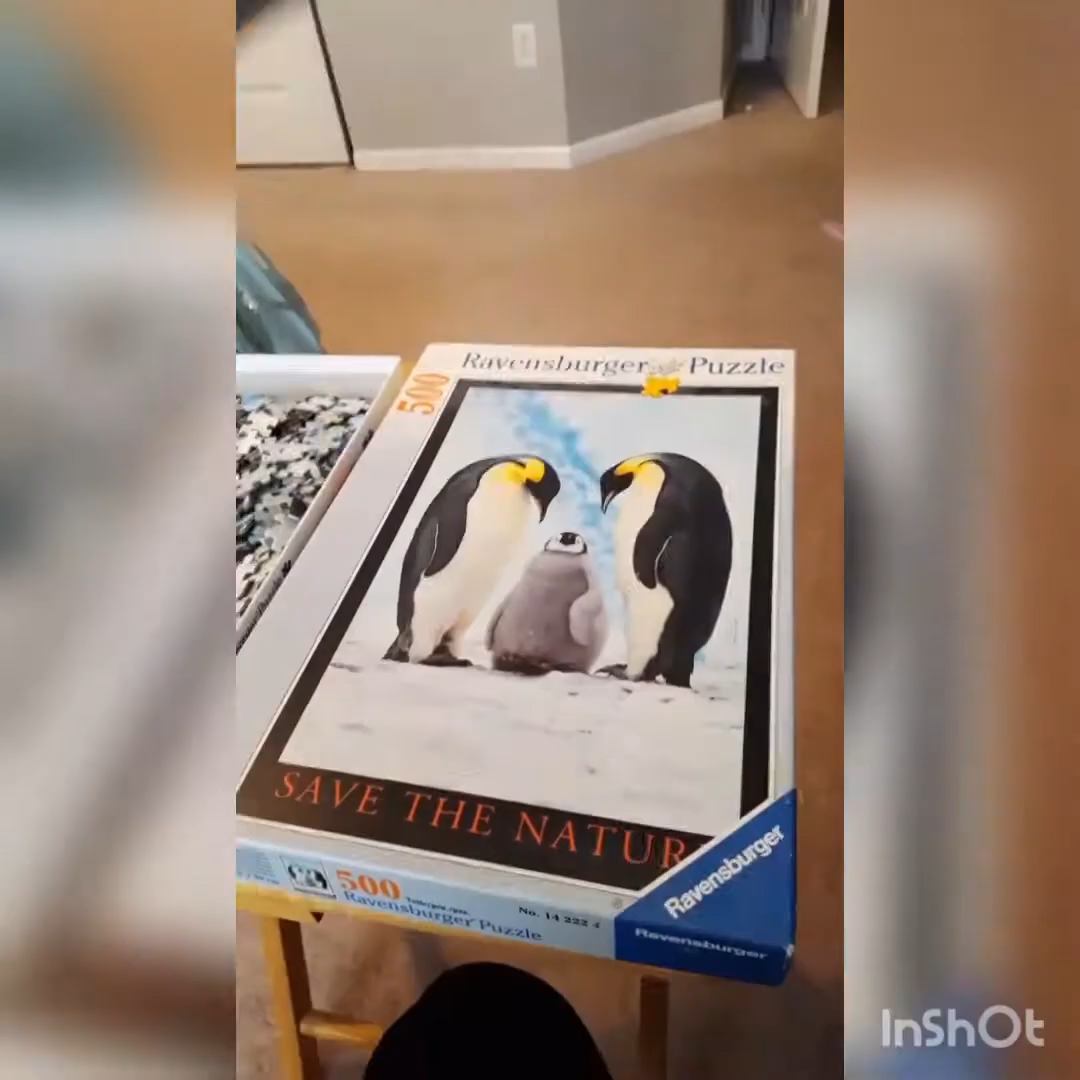 Ravensburger Puzzle
500
SAVE THE NATUR
Ravensburger
500
Ravensburger Puzzle
No. 14 222 4
Ravensburger
InShOt